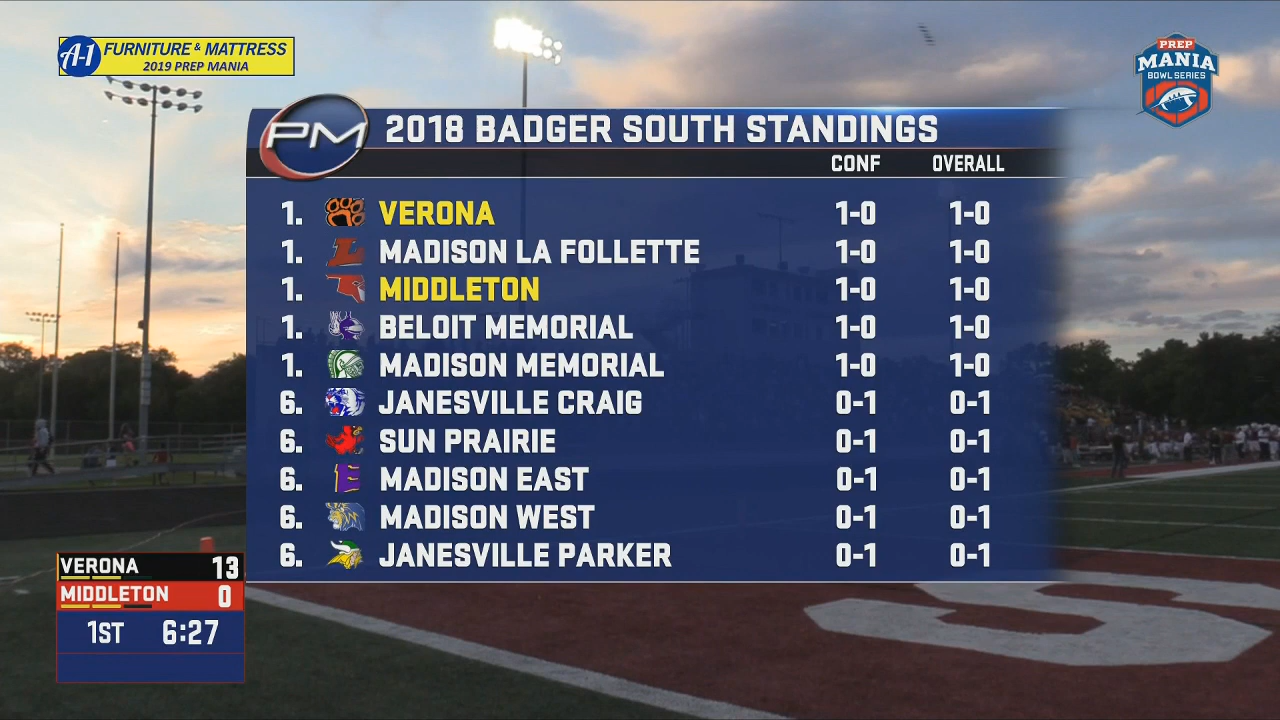 A-1 FURNITURE & MATTRESS
2019 PREP MANIA
PREP
MANIA
BOWL SERIES
PM 2018 BADGER SOUTH STANDINGS
CONF OVERALL
1. VERONA 1-0 1-0
1. L MADISON LA FOLLETTE 1-0 1-0
1. MIDDLETON 1-0 1-0
1. BELOIT MEMORIAL 1-0 1-0
1. MADISON MEMORIAL 1-0 1-0
6. JANESVILLE CRAIG 0-1 0-1
6. SUN PRAIRIE 0-1 0-1
6. E MADISON EAST 0-1 0-1
6. MADISON WEST 0-1 0-1
6. JANESVILLE PARKER 0-1 0-1
VERONA 13
MIDDLETON 0
1ST 6:27
S